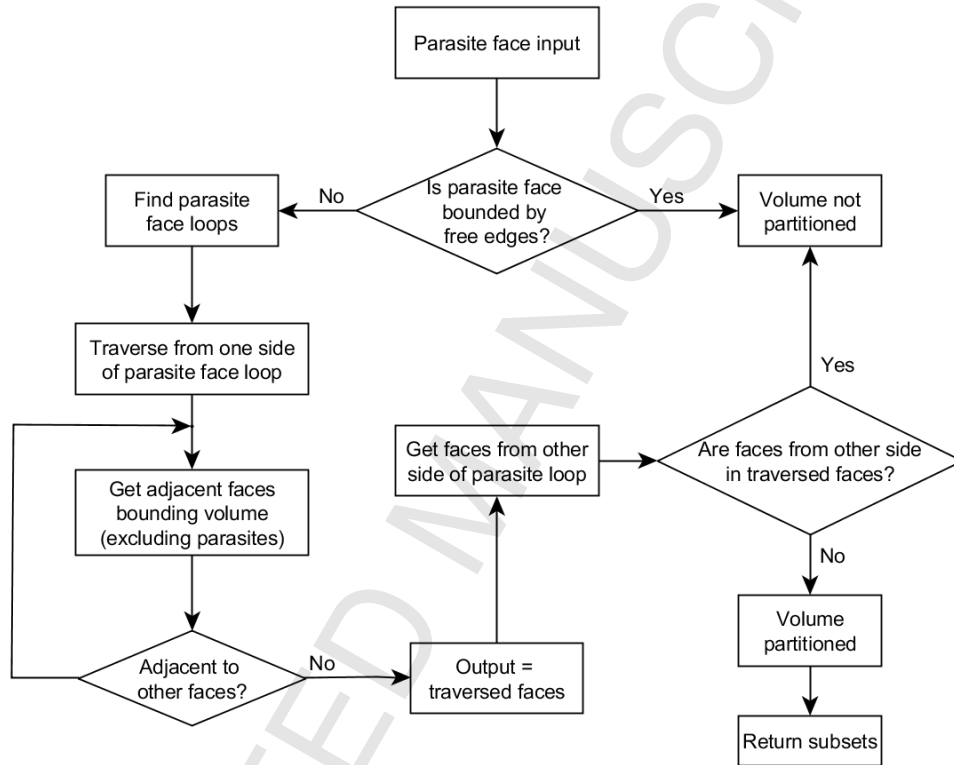 Parasite face input
Is parasite face
bounded by
free edges?
No
Yes
Find parasite
face loops
Volume not
partitioned
Traverse from one side
of parasite face loop
Get adjacent faces
bounding volume
(excluding parasites)
Adjacent to
other faces?
No
Output =
traversed faces
Get faces from other
side of parasite loop
Are faces from other side
in traversed faces?
Yes
No
Volume
partitioned
Return subsets
TED MANUSC